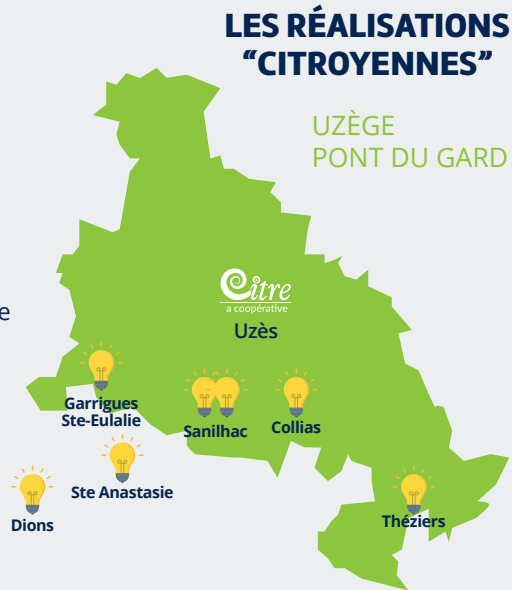 LES RÉALISATIONS
“CITROYENNES”
UZÈGE
PONT DU GARD
e
Citre
a coopérative
Uzès
Garrigues
Ste-Eulalie
Sanilhac
Collias
Ste Anastasie
Dions
Théziers